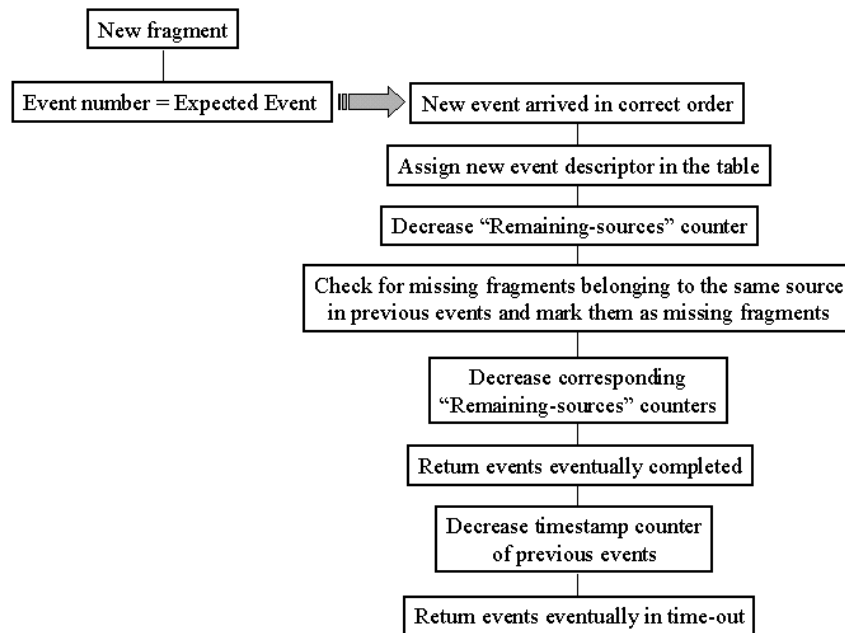 New fragment
Event number = Expected Event
New event arrived in correct order
Assign new event descriptor in the table
Decrease “Remaining-sources” counter
Check for missing fragments belonging to the same source
in previous events and mark them as missing fragments
Decrease corresponding
“Remaining-sources” counters
Return events eventually completed
Decrease timestamp counter
of previous events
Return events eventually in time-out